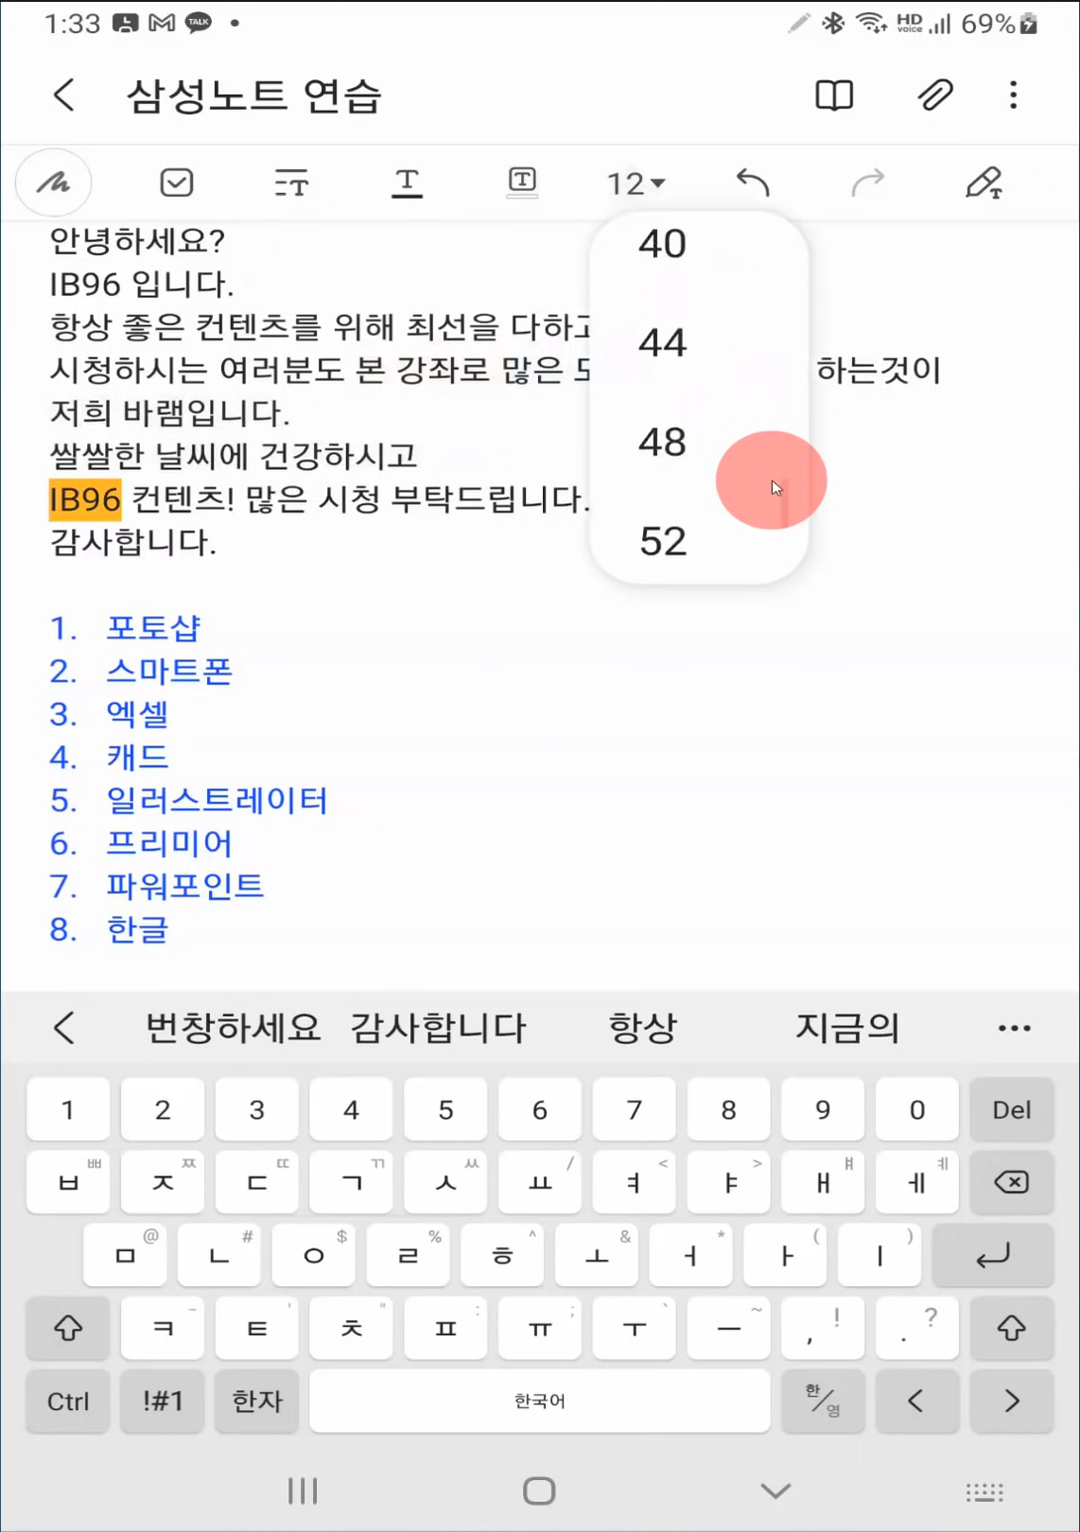 1:33 TALK HD voice 69%
삼성노트 연습
T T T 12 T
안녕하세요?
IB96 입니다.
항상 좋은 컨텐츠를 위해 최선을 다하고
시청하시는 여러분도 본 강좌로 많은 하는것이
저희 바램입니다.
쌀쌀한 날씨에 건강하시고
IB96 컨텐츠! 많은 시청 부탁드립니다.
감사합니다.
40
44
48
52
1. 포토샵
2. 스마트폰
3. 엑셀
4. 캐드
5. 일러스트레이터
6. 프리미어
7. 파워포인트
8. 한글
번창하세요 감사합니다 항상 지금의
1 2 3 4 5 6 7 8 9 0 Del
ㅂ ㅃ ㅈ ㅉ ㄷ ㄸ ㄱ ㄲ ㅅ ㅆ ㅛ / ㅕ < ㅑ > ㅐ ㅒ ㅔ ㅖ
ㅁ @ ㄴ # ㅇ $ ㄹ % ㅎ ^ ㅗ & ㅓ * ㅏ ( ㅣ )
ㅋ - ㅌ ' ㅊ " ㅍ : ㅠ ; ㅜ ` ㅡ ~ , ! . ?
Ctrl !#1 한자 한국어 한/영 < >